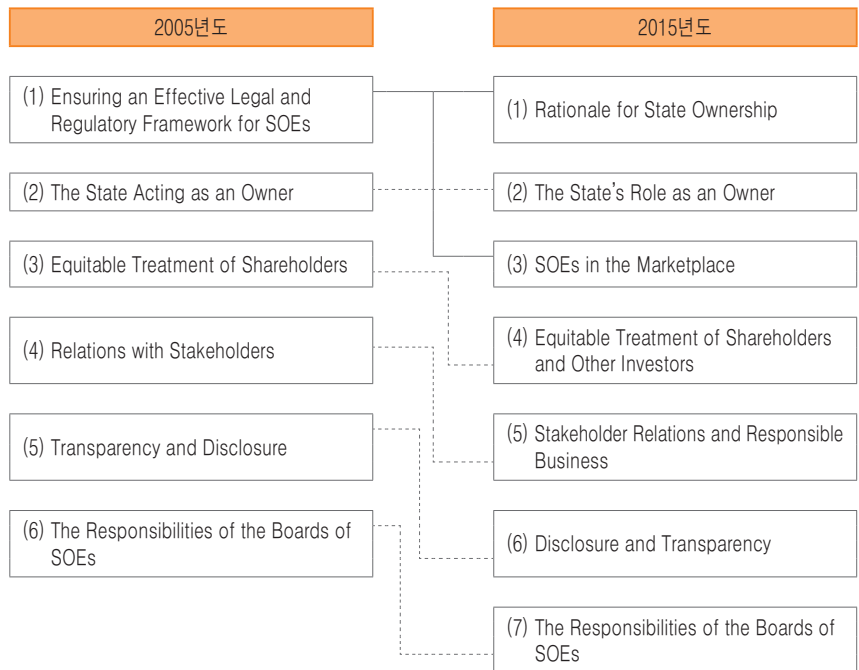 2005년도
(1) Ensuring an Effective Legal and
Regulatory Framework for SOEs
(2) The State Acting as an Owner
(3) Equitable Treatment of Shareholders
(4) Relations with Stakeholders
(5) Transparency and Disclosure
(6) The Responsibilities of the Boards of
SOEs
2015년도
(1) Rationale for State Ownership
(2) The State’s Role as an Owner
(3) SOEs in the Marketplace
(4) Equitable Treatment of Shareholders
and Other Investors
(5) Stakeholder Relations and Responsible
Business
(6) Disclosure and Transparency
(7) The Responsibilities of the Boards of
SOEs